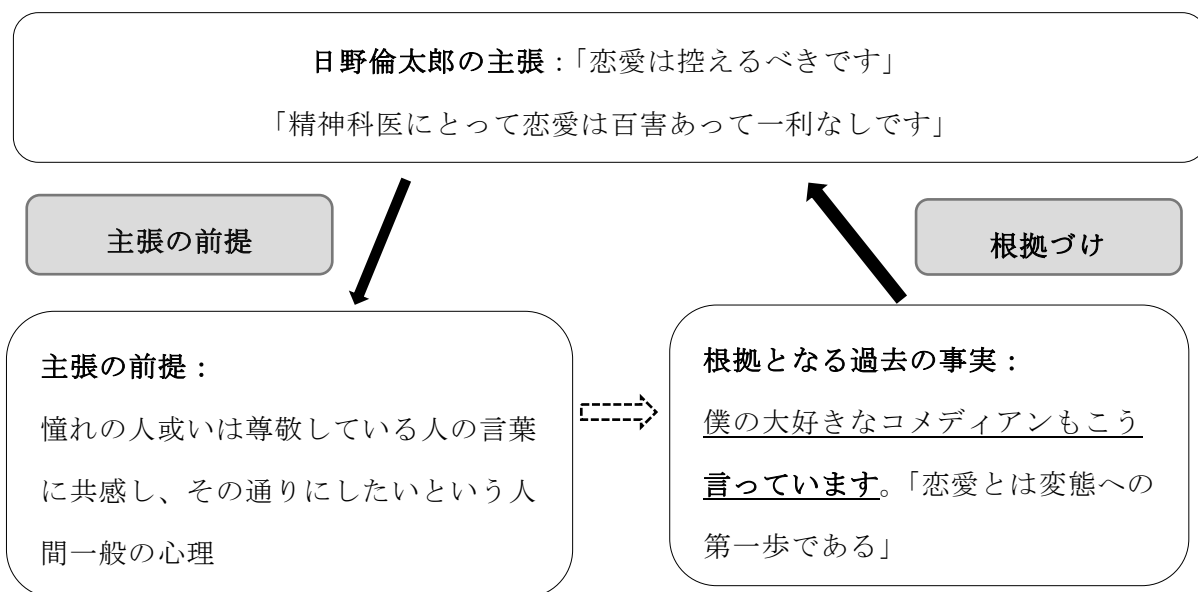 日野倫太郎の主張：「恋愛は控えるべきです」
「精神科医にとって恋愛は百害あって一利なしです」
主張の前提
根拠づけ
主張の前提：
憧れの人或いは尊敬している人の言葉
に共感し、その通りにしたいという人
間一般の心理
根拠となる過去の事実：
僕の大好きなコメディアンもこう
言っています。「恋愛とは変態への
第一歩である」